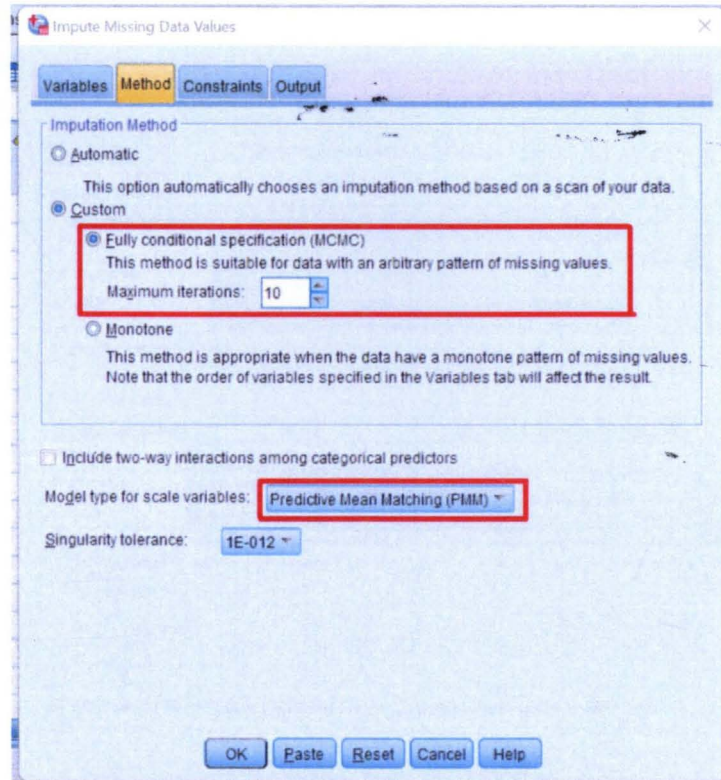 Impute Missing Data Values
Variables Method Constraints Output
Imputation Method
Automatic
This option automatically chooses an imputation method based on a scan of your data.
Custom
Fully conditional specification (MCMC)
This method is suitable for data with an arbitrary pattern of missing values.
Maximum iterations: 10
Monotone
This method is appropriate when the data have a monotone pattern of missing values.
Note that the order of variables specified in the Variables tab will affect the result.
Include two-way interactions among categorical predictors
Model type for scale variables: Predictive Mean Matching (PMM)
Singularity tolerance: 1E-012
OK Paste Reset Cancel Help